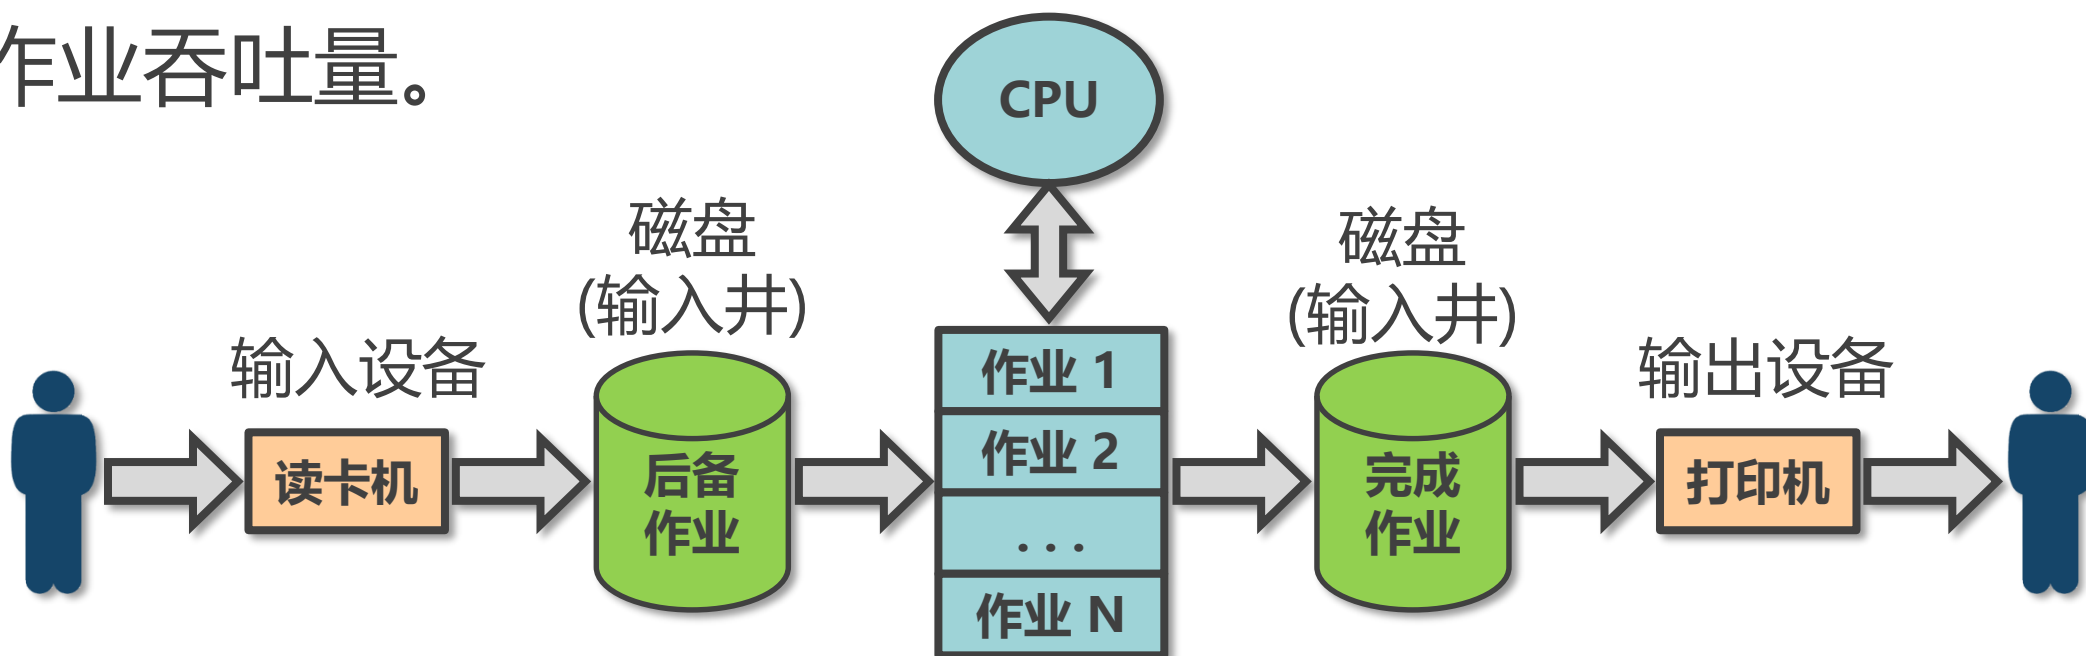 作业吞吐量。
CPU
磁盘
(输入井)
磁盘
(输入井)
输入设备
输出设备
读卡机
后备
作业
作业 1
作业 2
. . .
作业 N
完成
作业
打印机